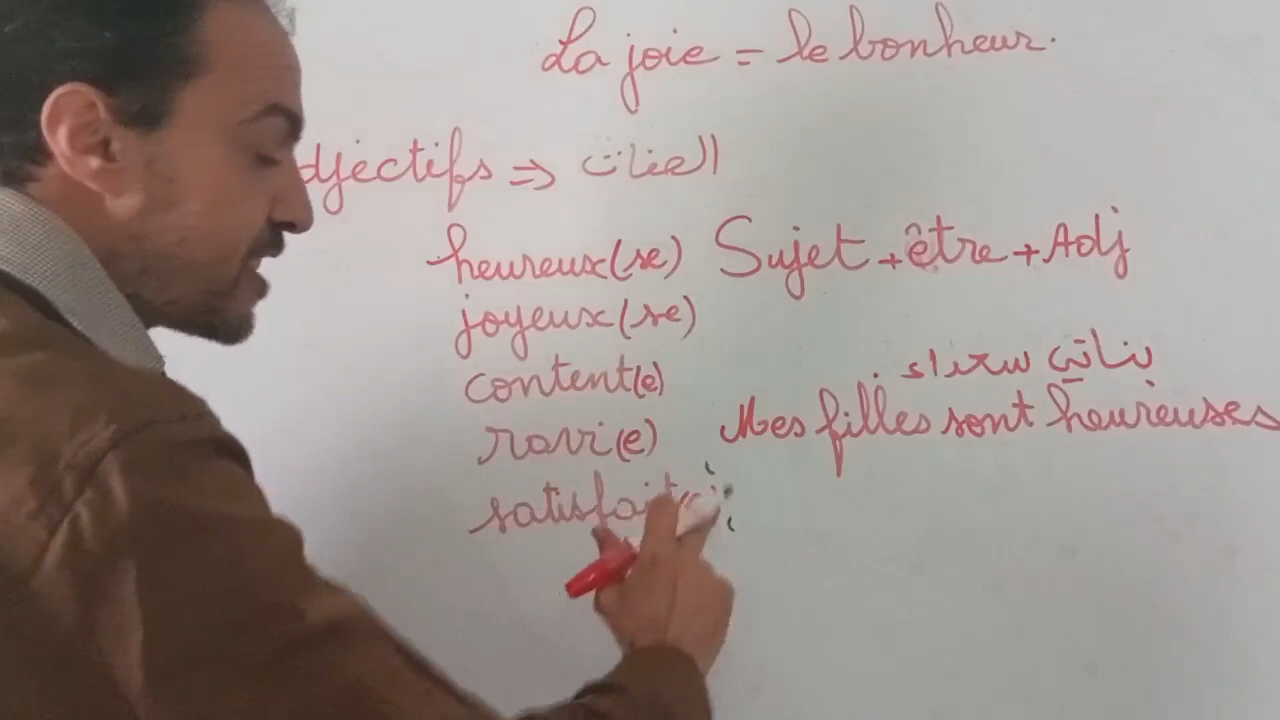 La joie = le bonheur.
djectifs => الصفات
heureux(se) Sujet + être + Adj
joyeux(se)
content(e)
بناتي سعداء
ravi(e) Mes filles sont heureuses
satisfait